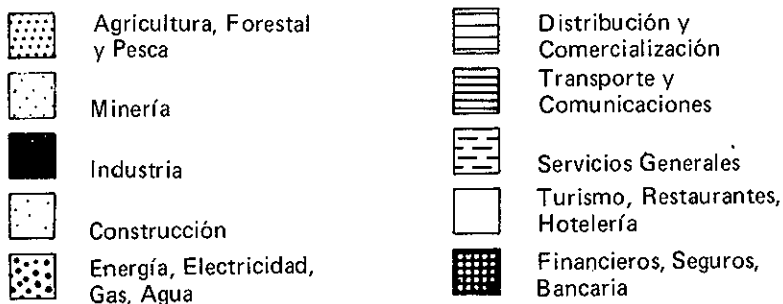 Agricultura, Forestal
y Pesca
Minería
Industria
Construcción
Energía, Electricidad,
Gas, Agua
Distribución y
Comercialización
Transporte y
Comunicaciones
Servicios Generales
Turismo, Restaurantes,
Hotelería
Financieros, Seguros,
Bancaria